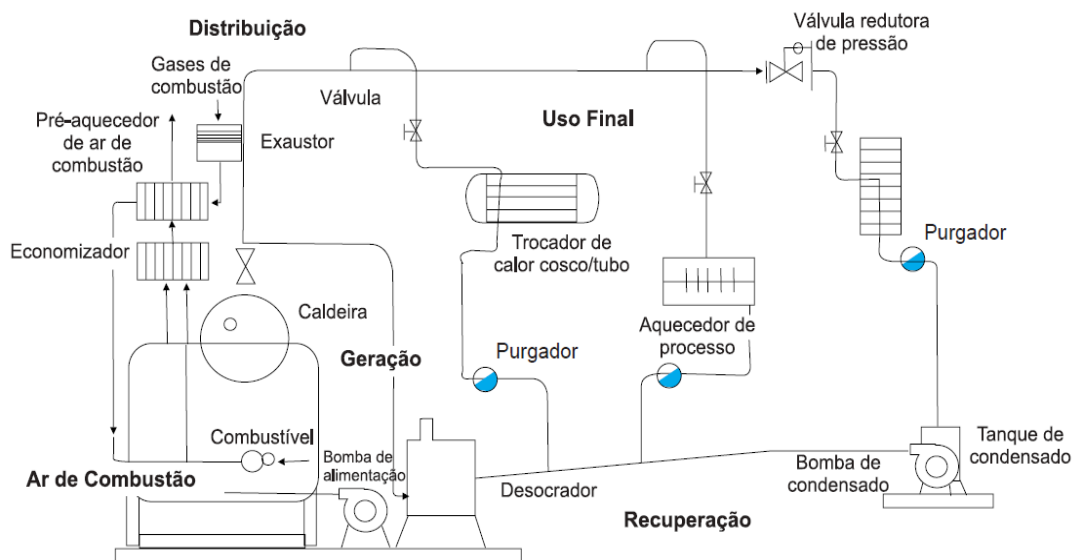 Distribuição
Gases de
combustão
Pré-aquecedor
de ar de
combustão
Exaustor
Válvula
Uso Final
Válvula redutora
de pressão
Economizador
Trocador de
calor cosco/tubo
Purgador
Caldeira
Geração
Purgador
Aquecedor de
processo
Combustível
Bomba de
alimentação
Ar de Combustão
Desocrador
Bomba de
condensado
Tanque de
condensado
Recuperação